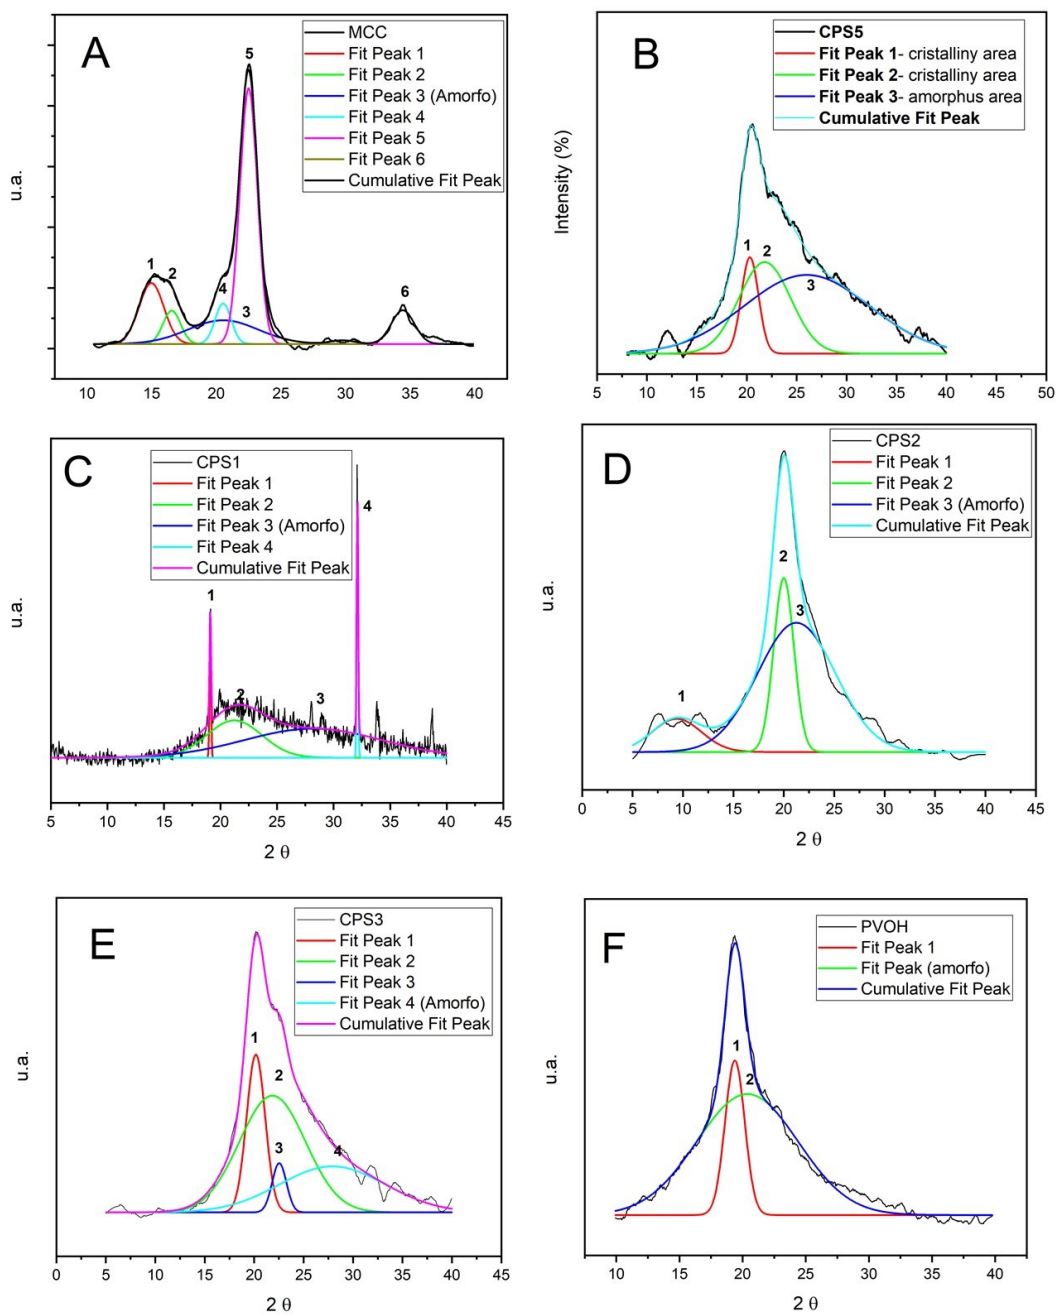 A
MCC
Fit Peak 1
Fit Peak 2
Fit Peak 3 (Amorfo)
Fit Peak 4
Fit Peak 5
Fit Peak 6
Cumulative Fit Peak
5
1
2
4
3
6
u.a.
10 15 20 25 30 35 40
B
CPS5
Fit Peak 1- cristalliny area
Fit Peak 2- cristalliny area
Fit Peak 3- amorphus area
Cumulative Fit Peak
1
2
3
Intensity (%)
5 10 15 20 25 30 35 40 45 50
C
CPS1
Fit Peak 1
Fit Peak 2
Fit Peak 3 (Amorfo)
Fit Peak 4
Cumulative Fit Peak
4
1
2
3
u.a.
5 10 15 20 25 30 35 40 45
2 θ
D
CPS2
Fit Peak 1
Fit Peak 2
Fit Peak 3 (Amorfo)
Cumulative Fit Peak
2
3
1
u.a.
0 5 10 15 20 25 30 35 40 45
2 θ
E
CPS3
Fit Peak 1
Fit Peak 2
Fit Peak 3
Fit Peak 4 (Amorfo)
Cumulative Fit Peak
1
2
3
4
u.a.
0 5 10 15 20 25 30 35 40 45
2 θ
F
PVOH
Fit Peak 1
Fit Peak (amorfo)
Cumulative Fit Peak
1
2
u.a.
10 15 20 25 30 35 40
2 θ